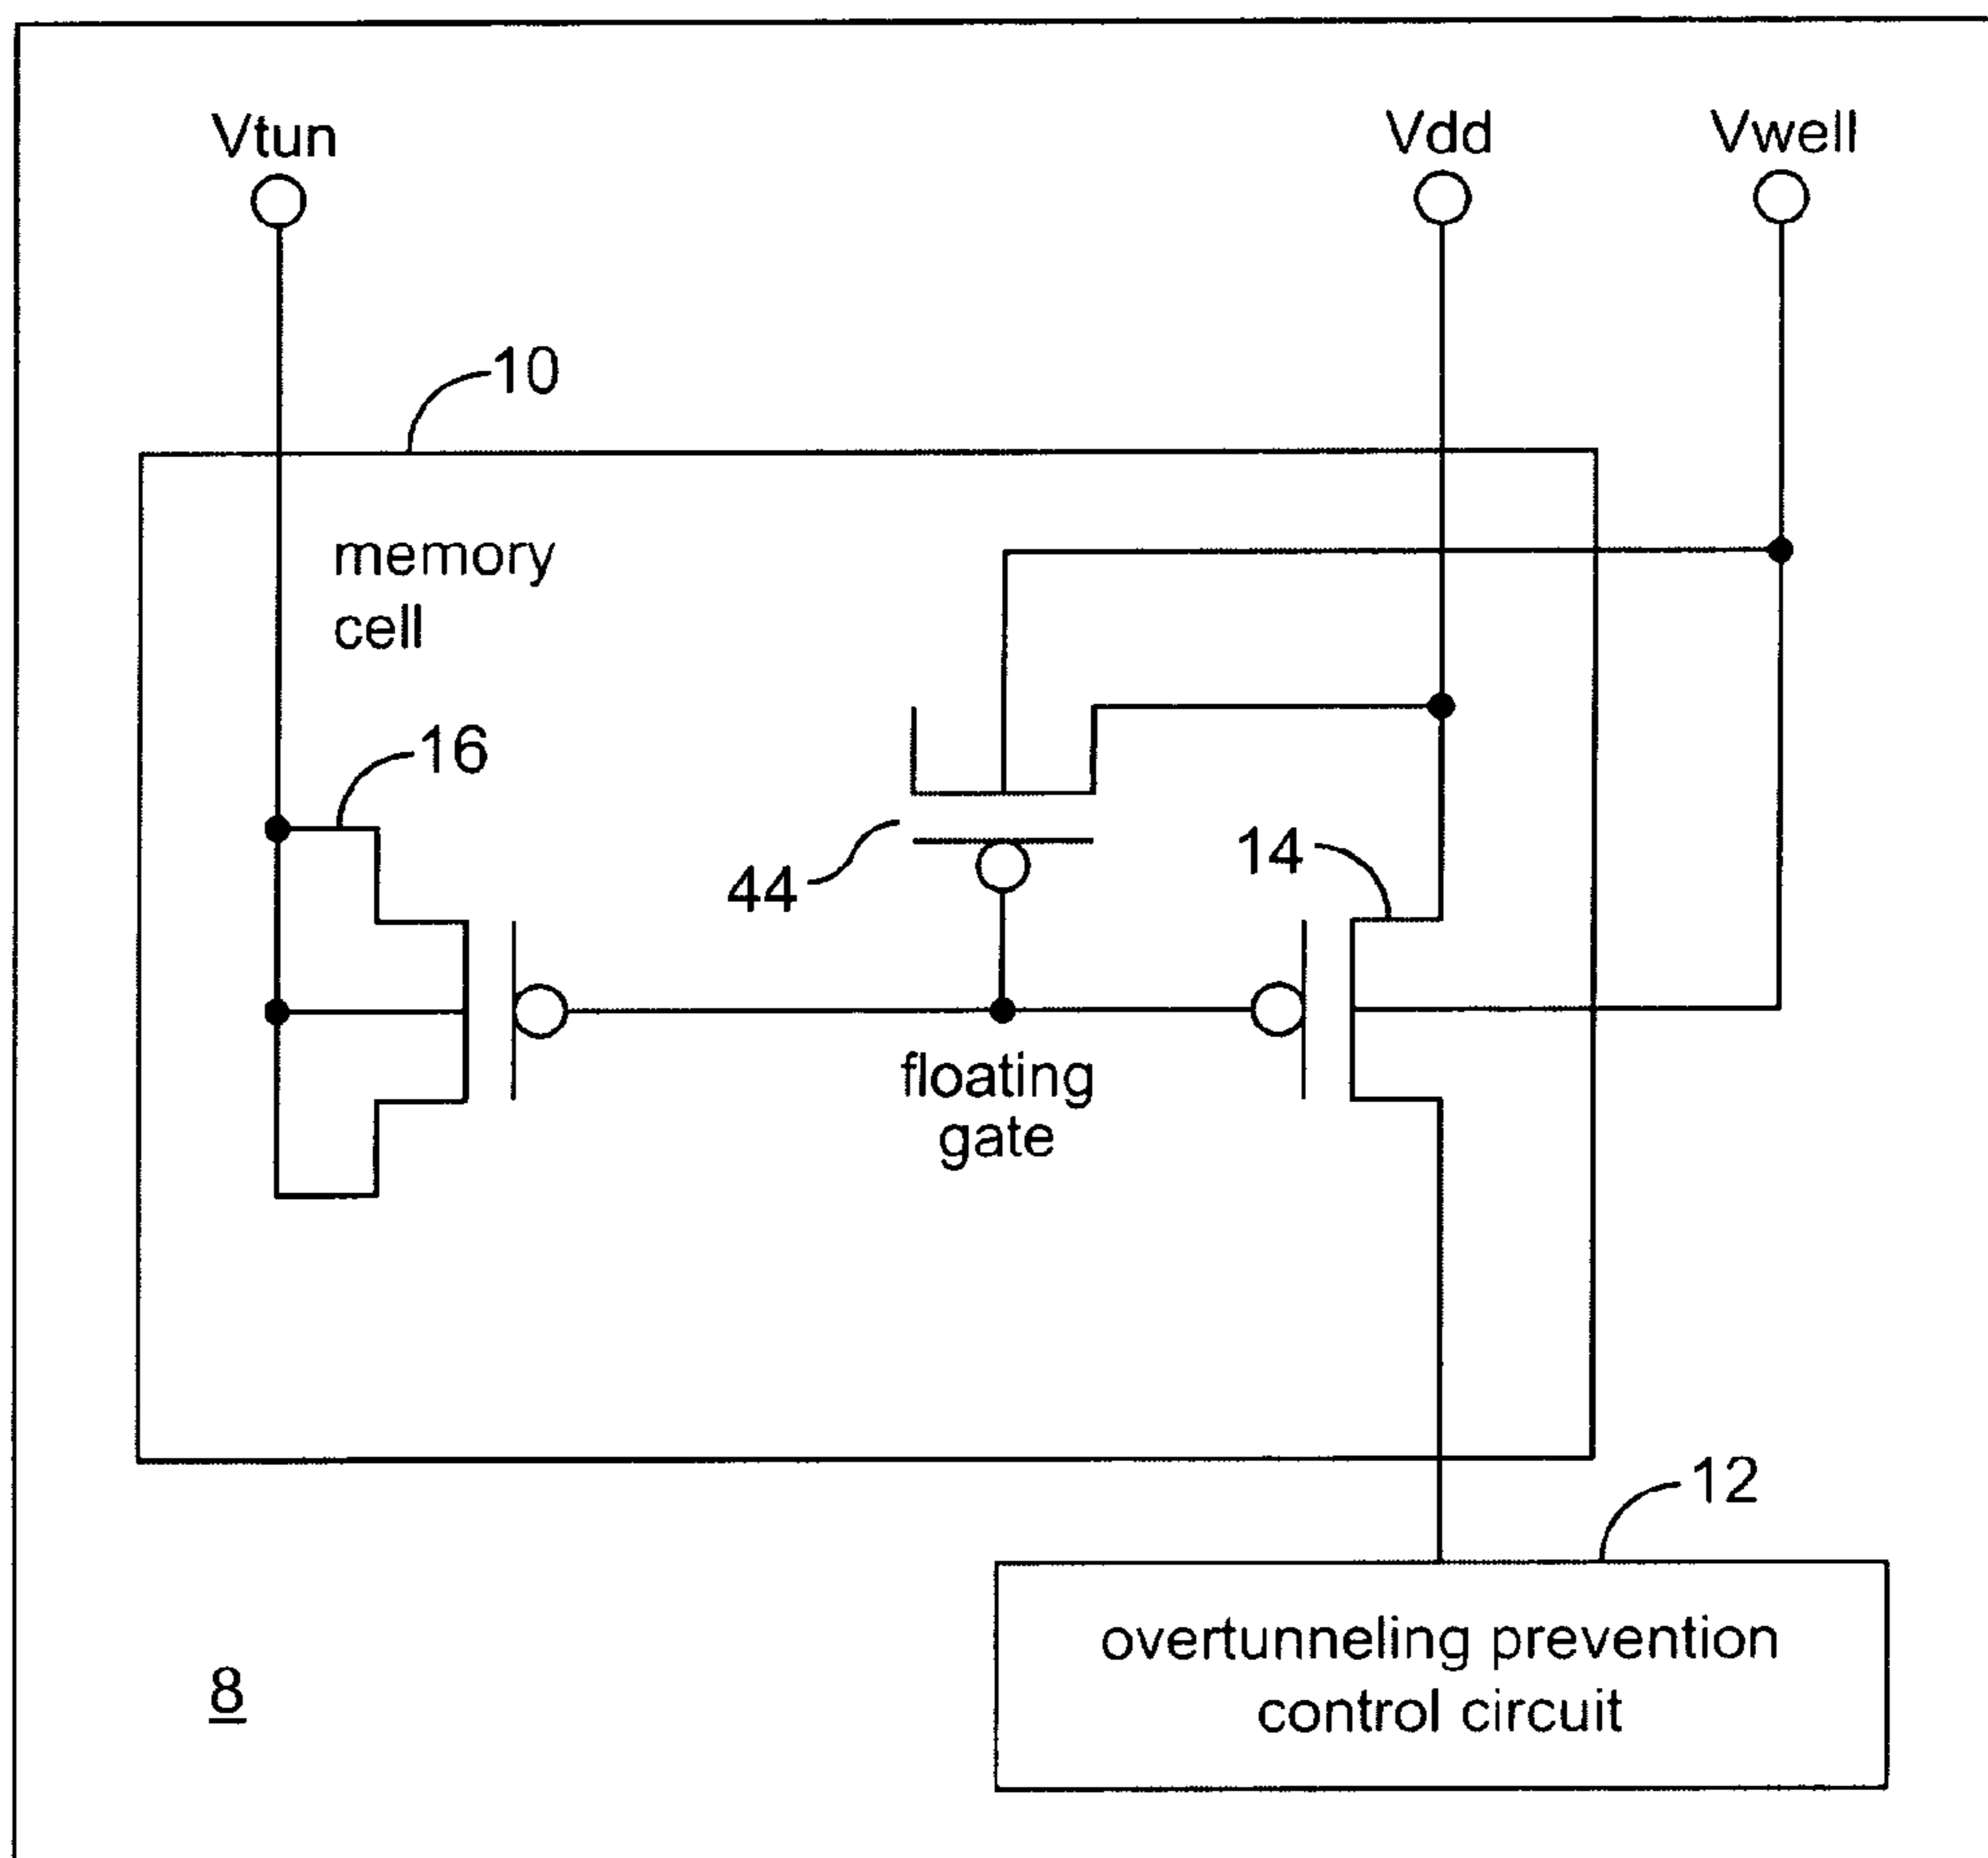 Vtun
Vdd
Vwell
10
memory
cell
16
44
14
floating
gate
12
overtunneling prevention
control circuit
8